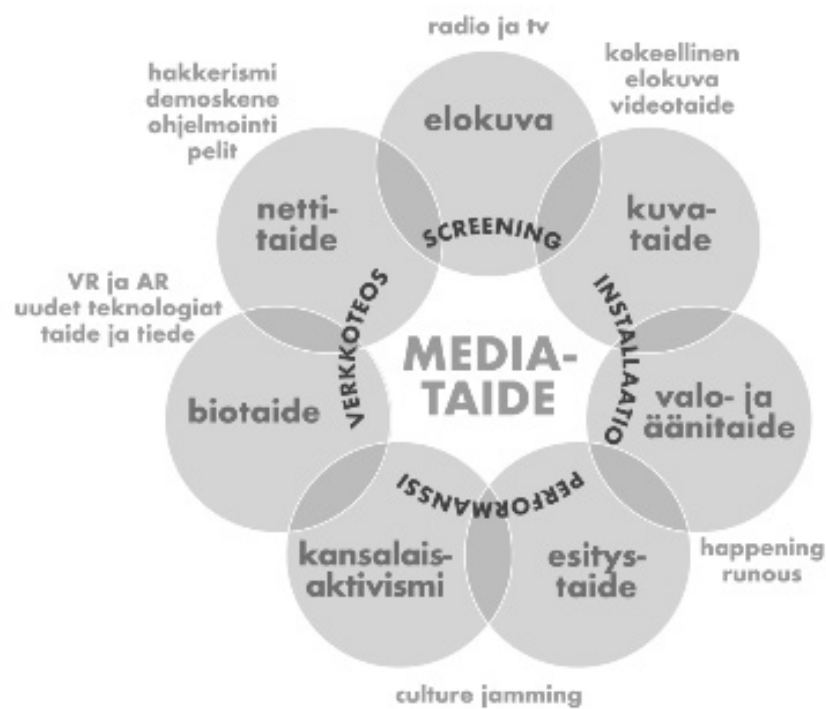 radio ja tv
hakkerismi
demoskene
ohjelmointi
pelit
kokeellinen
elokuva
videotaide
elokuva
netti-
taide
SCREENING
kuva-
taide
VR ja AR
uudet teknologiat
taide ja tiede
VERKKOTEOS
MEDIA-
TAIDE
INSTALLAATIO
biotaide
valo- ja
äänitaide
PERFORMANSSI
kansalais-
aktivismi
esitys-
taide
happening
runous
culture jamming